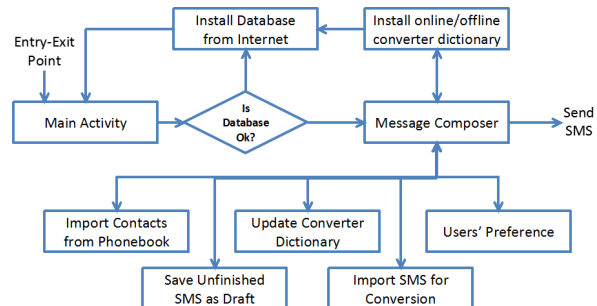 Install Database
from Internet
Install online/offline
converter dictionary
Entry-Exit
Point
Main Activity
Is
Database
Ok?
Message Composer
Send
SMS
Import Contacts
from Phonebook
Update Converter
Dictionary
Users' Preference
Save Unfinished
SMS as Draft
Import SMS for
Conversion